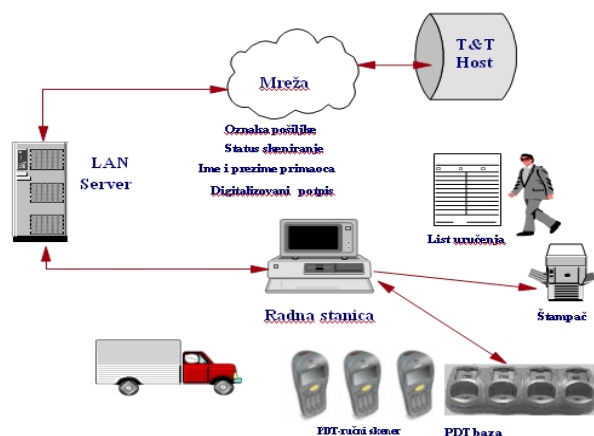 T&T
Host
Mreža
Oznaka pošiljke
Status skeniranje
Ime i prezime primaoca
Digitalizovani potpis
LAN
Server
List uručenja
Radna stanica
Štampač
PDT-ručni skener
PDT baza